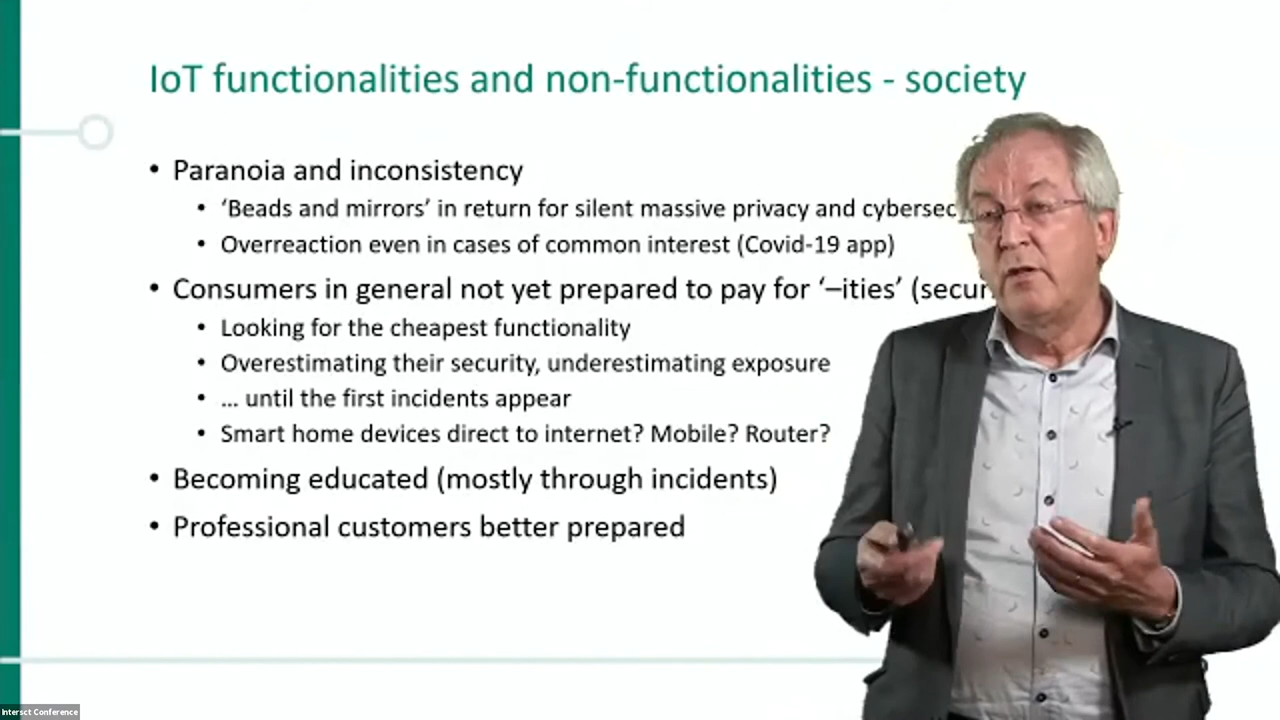 IoT functionalities and non-functionalities - society
• Paranoia and inconsistency
• ‘Beads and mirrors’ in return for silent massive privacy and
• Overreaction even in cases of common interest (Covid-19 app)
• Consumers in general not yet prepared to pay for ‘–ities’
• Looking for the cheapest functionality
• Overestimating their security, underestimating exposure
• … until the first incidents appear
• Smart home devices direct to internet? Mobile? Router?
• Becoming educated (mostly through incidents)
• Professional customers better prepared
Intersct Conference